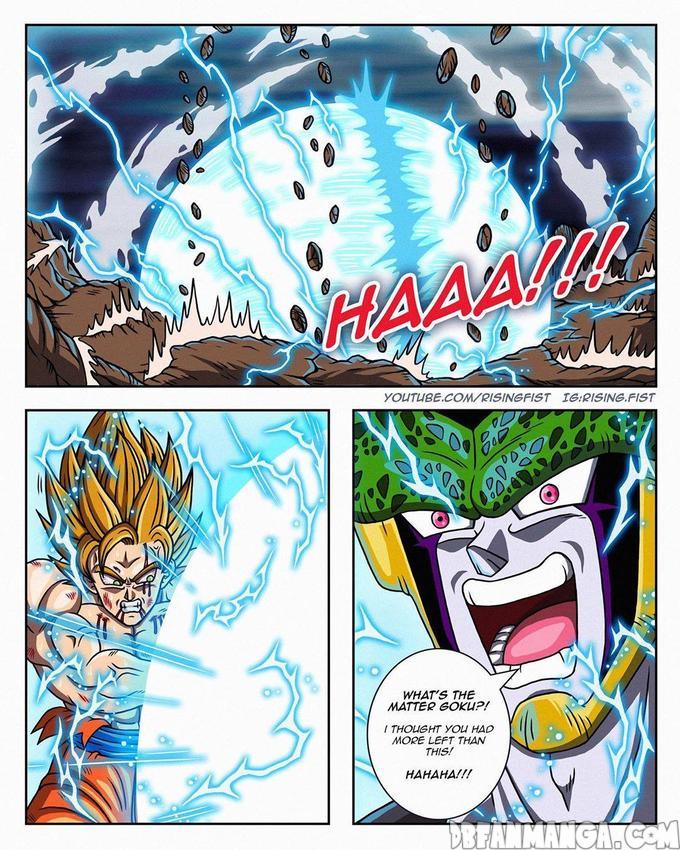 HAAA!!!
YOUTUBE.COM/RISINGFIST IG:RISING.FIST
WHAT'S THE
MATTER GOKU?!
I THOUGHT YOU HAD
MORE LEFT THAN
THIS!
HAHAHA!!!
DBFANMANGA.COM